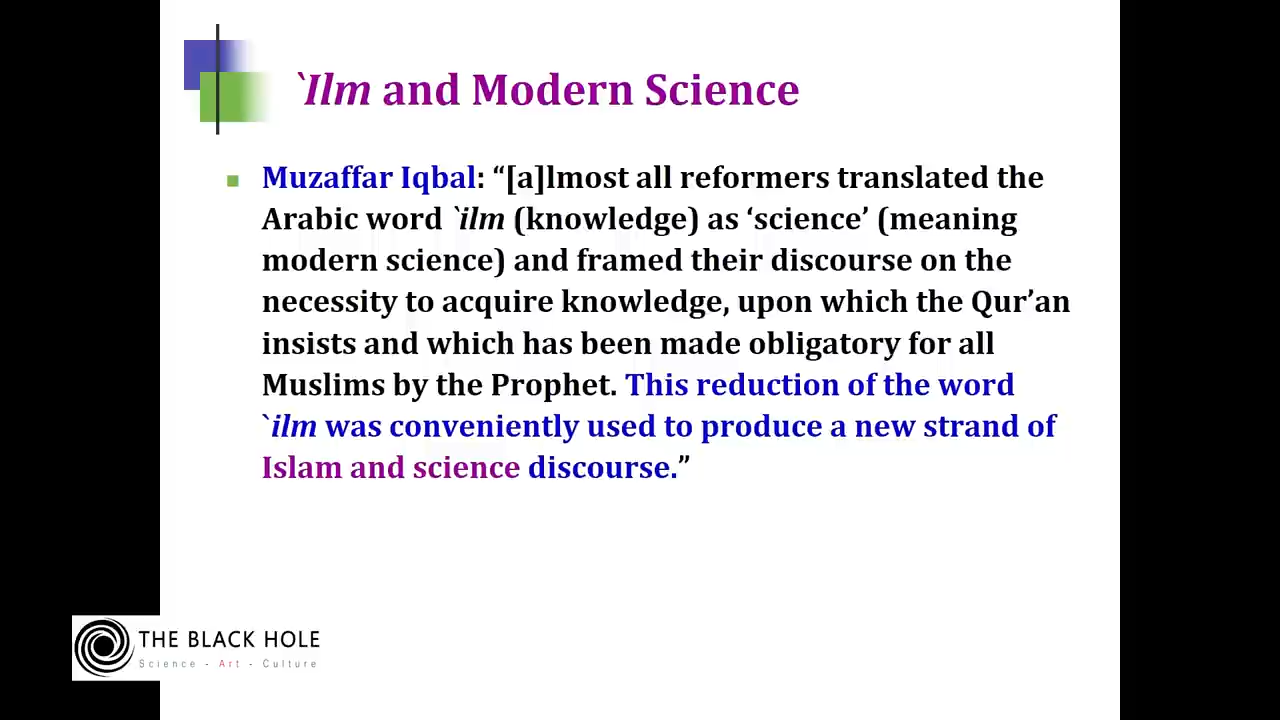 `Ilm and Modern Science
Muzaffar Iqbal: “[a]lmost all reformers translated the
Arabic word `ilm (knowledge) as ‘science’ (meaning
modern science) and framed their discourse on the
necessity to acquire knowledge, upon which the Qur’an
insists and which has been made obligatory for all
Muslims by the Prophet. This reduction of the word
`ilm was conveniently used to produce a new strand of
Islam and science discourse.”
THE BLACK HOLE
Science - Art - Culture